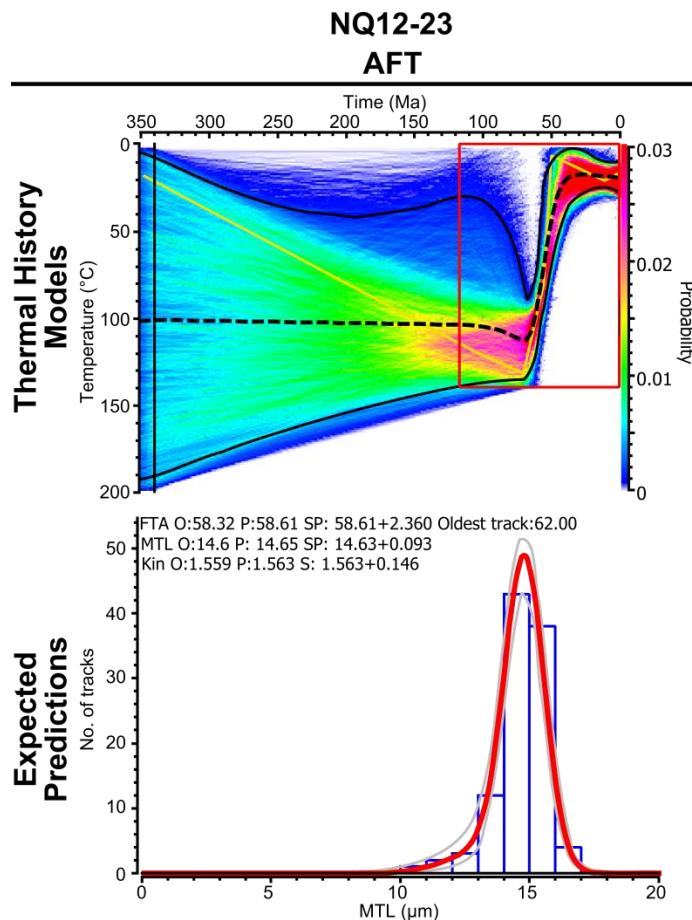 NQ12-23
AFT
Time (Ma)
350 300 250 200 150 100 50 0
Thermal History
Models
Temperature (°C)
0
50
100
150
200
0.03
0.02
0.01
0
Probability
FTA O:58.32 P:58.61 SP: 58.61+2.360 Oldest track:62.00
MTL O:14.6 P: 14.65 SP: 14.63+0.093
Kin O:1.559 P:1.563 S: 1.563+0.146
Expected
Predictions
No. of tracks
50
40
30
20
10
0
0 5 10 15 20
MTL (µm)